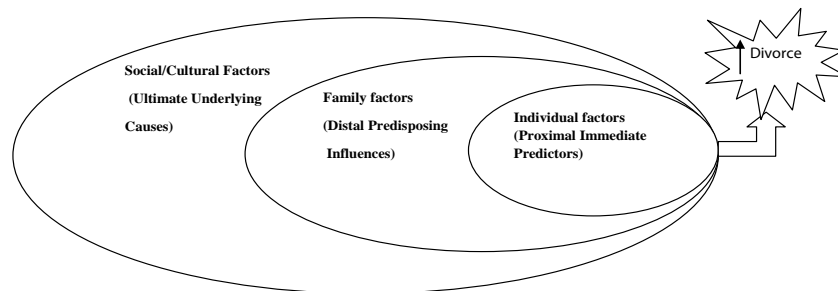 Social/Cultural Factors
(Ultimate Underlying
Causes)
Family factors
(Distal Predisposing
Influences)
Individual factors
(Proximal Immediate
Predictors)
Divorce